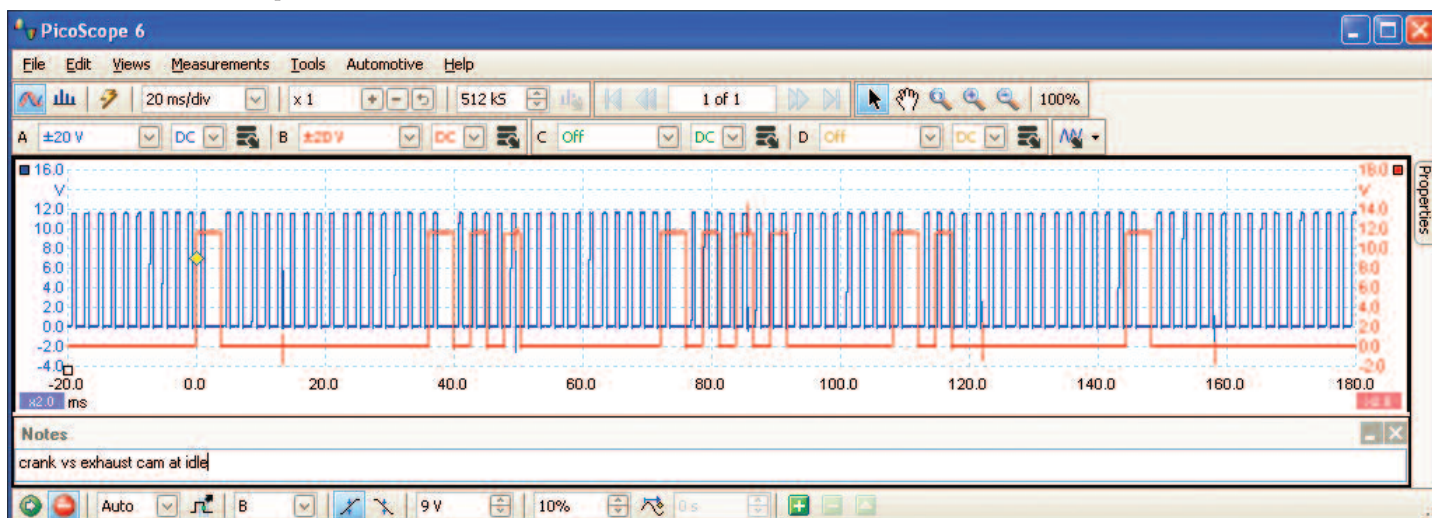 PicoScope 6
File Edit Views Measurements Tools Automotive Help
20 ms/div x 1 + - 512 kS 1 of 1 100%
A ±20 V DC B ±20 V DC C Off DC D Off DC
16.0 18.0
V V
12.0 14.0
10.0 12.0
8.0 10.0
6.0 8.0
4.0 6.0
2.0 4.0
0.0 2.0
-2.0 0.0
-4.0 -2.0
-20.0 0.0 20.0 40.0 60.0 80.0 100.0 120.0 140.0 160.0 180.0
x2.0 ms
Properties
Notes
crank vs exhaust cam at idle
Auto B 9 V 10% 0 s